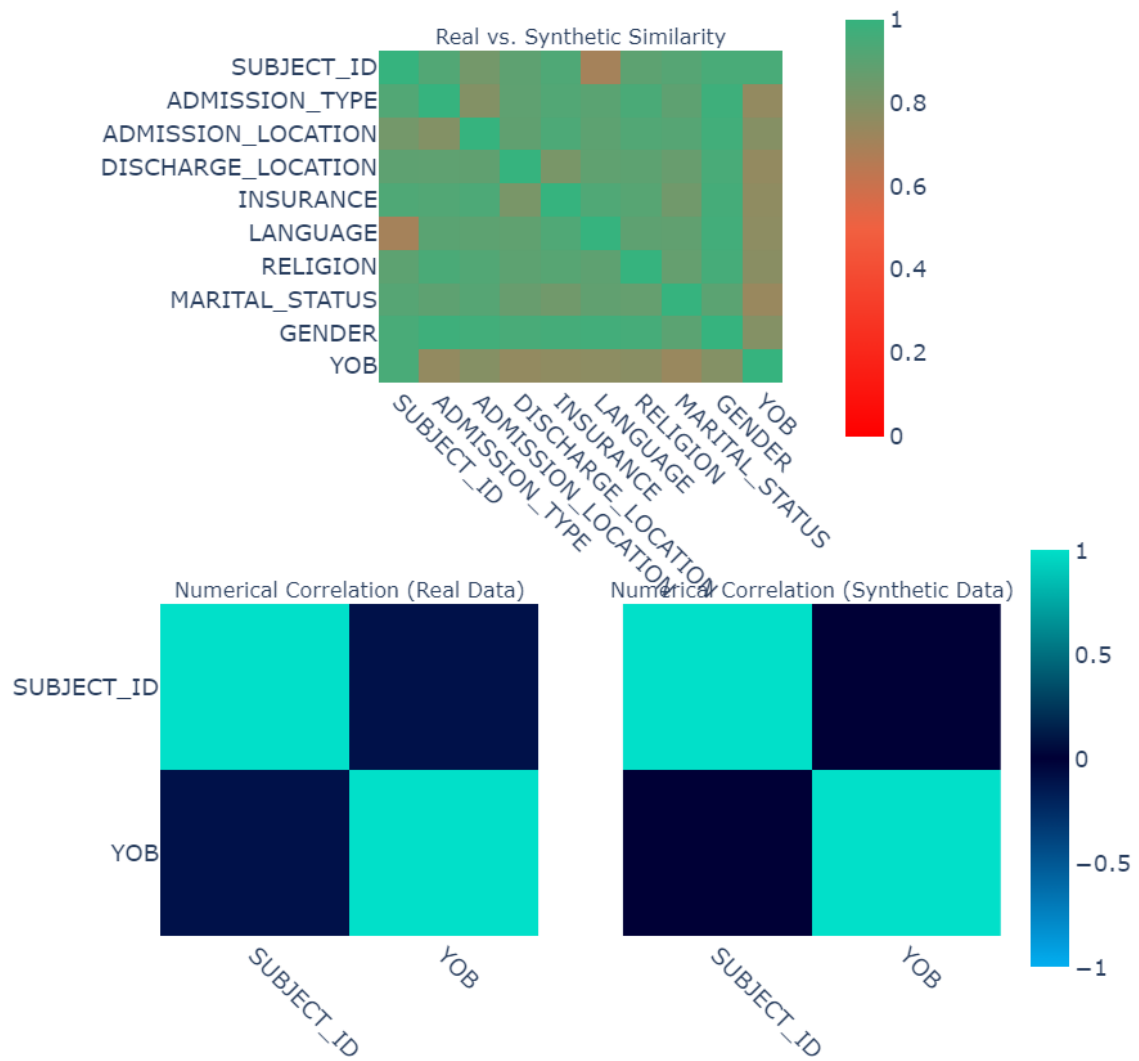 Real vs. Synthetic Similarity
SUBJECT_ID
ADMISSION_TYPE
ADMISSION_LOCATION
DISCHARGE_LOCATION
INSURANCE
LANGUAGE
RELIGION
MARITAL_STATUS
GENDER
YOB
SUBJECT_ID
ADMISSION_TYPE
ADMISSION_LOCATION
DISCHARGE_LOCATION
INSURANCE
LANGUAGE
RELIGION
MARITAL_STATUS
GENDER
YOB
1
0.8
0.6
0.4
0.2
0
Numerical Correlation (Real Data)
Numerical Correlation (Synthetic Data)
SUBJECT_ID
YOB
SUBJECT_ID
YOB
SUBJECT_ID
YOB
1
0.5
0
−0.5
−1